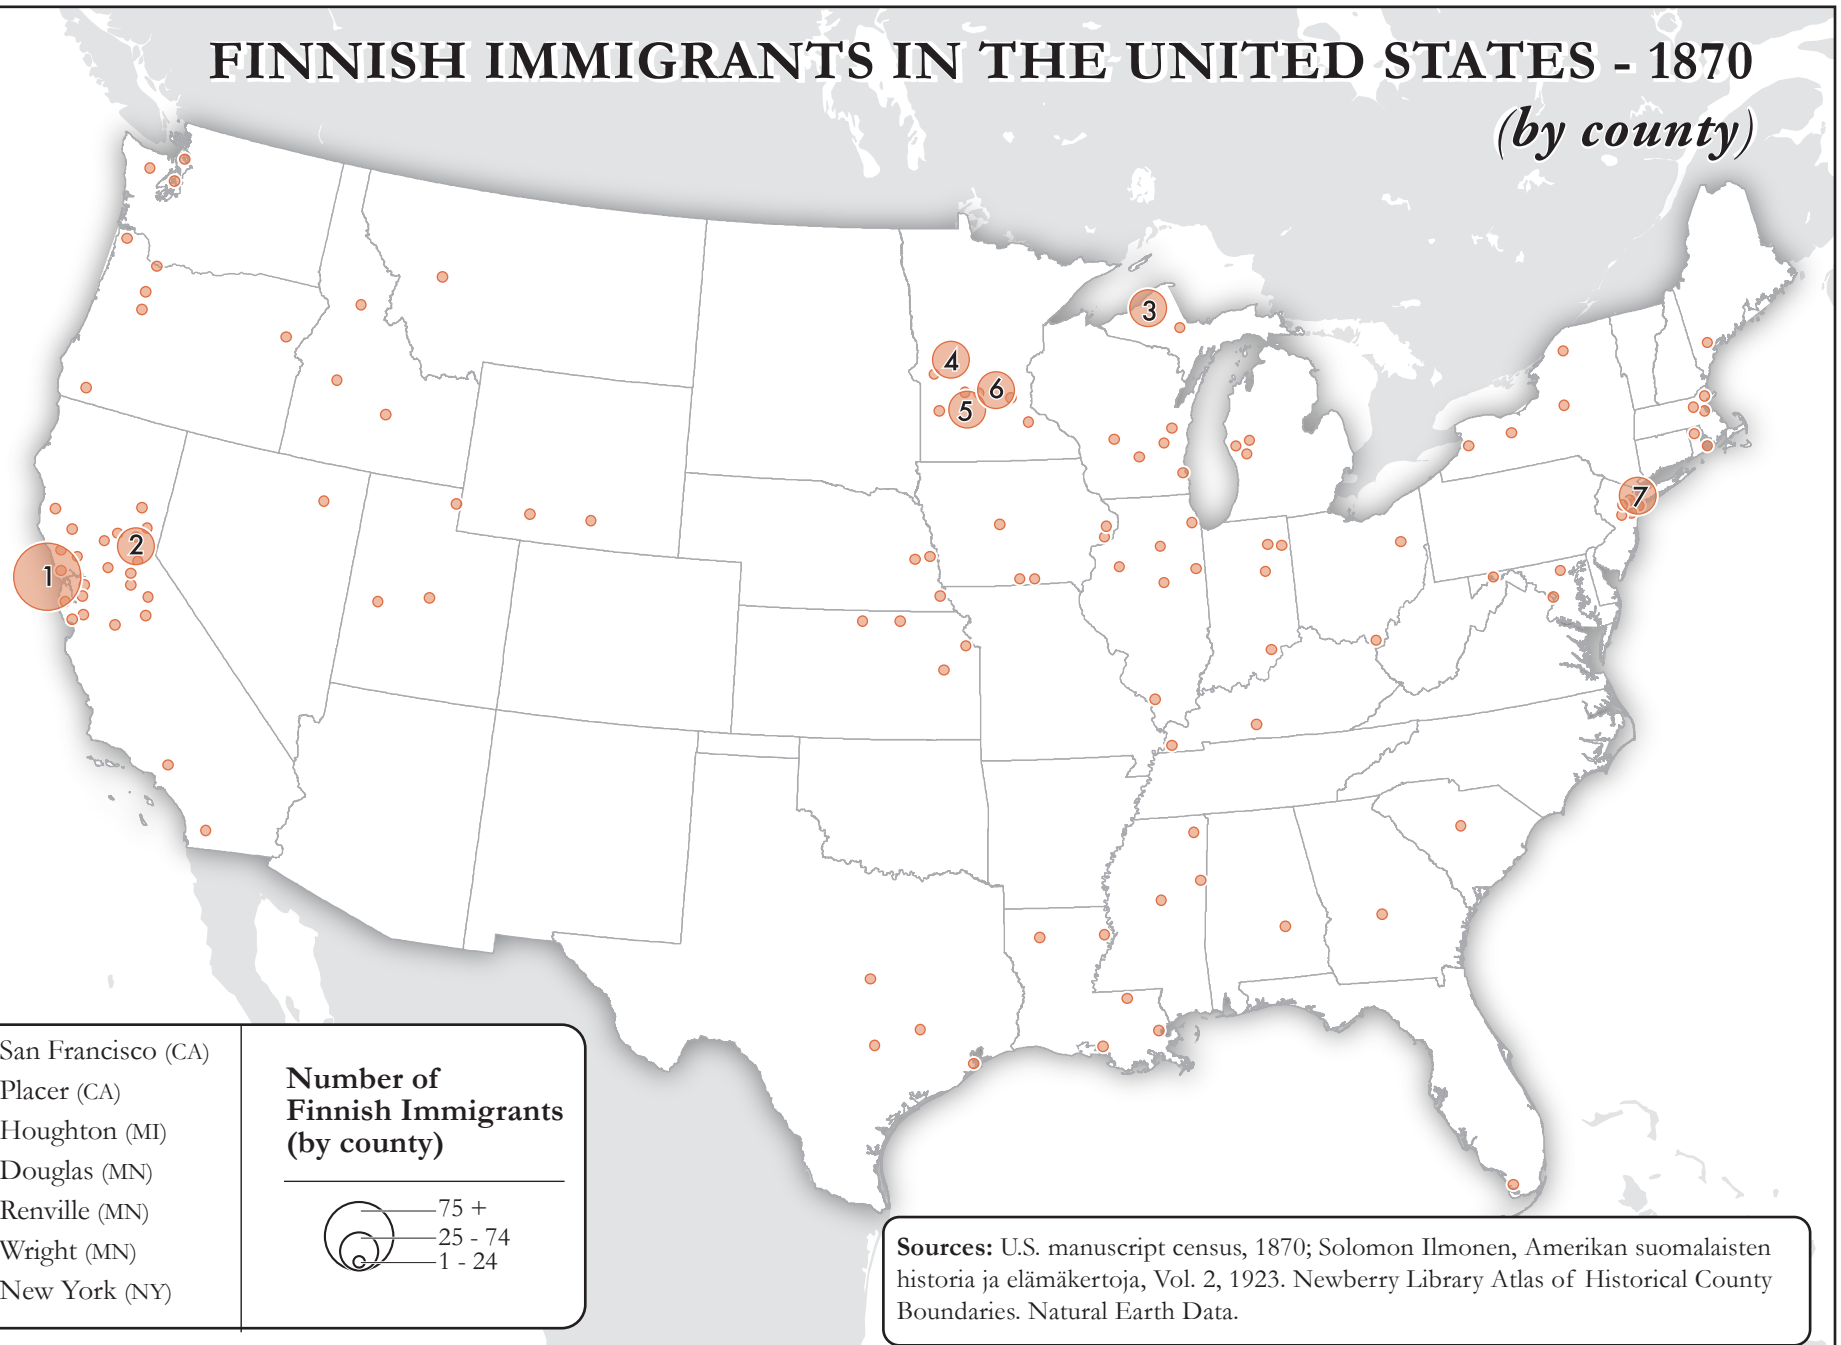 FINNISH IMMIGRANTS IN THE UNITED STATES - 1870
(by county)
3
4
6
5
7
2
1
San Francisco (CA)
Placer (CA)
Houghton (MI)
Douglas (MN)
Renville (MN)
Wright (MN)
New York (NY)
Number of
Finnish Immigrants
(by county)
75 +
25 - 74
1 - 24
Sources: U.S. manuscript census, 1870; Solomon Ilmonen, Amerikan suomalaisten
historia ja elämäkertoja, Vol. 2, 1923. Newberry Library Atlas of Historical County
Boundaries. Natural Earth Data.